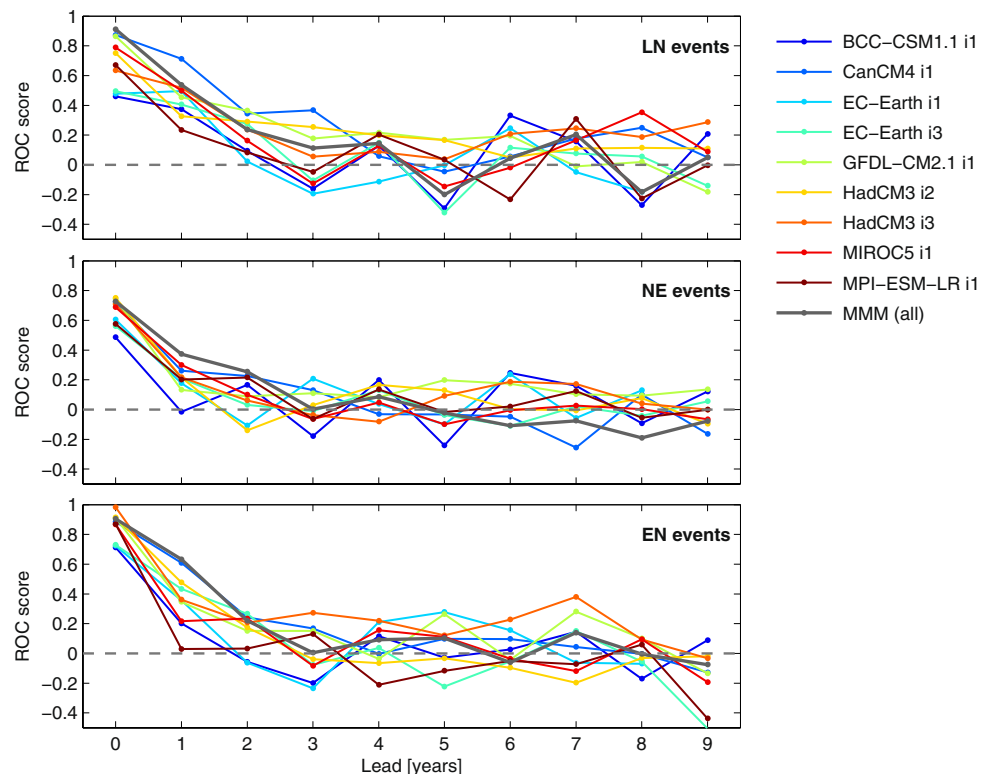 1
0.8
0.6
0.4
0.2
0
−0.2
−0.4
ROC score
LN events
1
0.8
0.6
0.4
0.2
0
−0.2
−0.4
ROC score
NE events
1
0.8
0.6
0.4
0.2
0
−0.2
−0.4
ROC score
EN events
0 1 2 3 4 5 6 7 8 9
Lead [years]
BCC−CSM1.1 i1
CanCM4 i1
EC−Earth i1
EC−Earth i3
GFDL−CM2.1 i1
HadCM3 i2
HadCM3 i3
MIROC5 i1
MPI−ESM−LR i1
MMM (all)